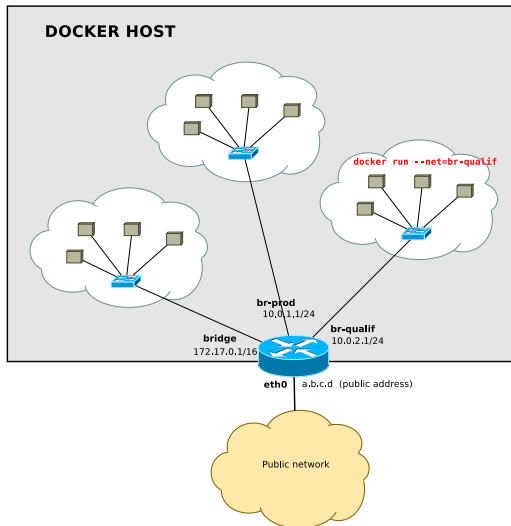 DOCKER HOST
docker run --net=br-qualif
br-prod
10.0.1.1/24
br-qualif
10.0.2.1/24
bridge
172.17.0.1/16
eth0 a.b.c.d (public address)
Public network